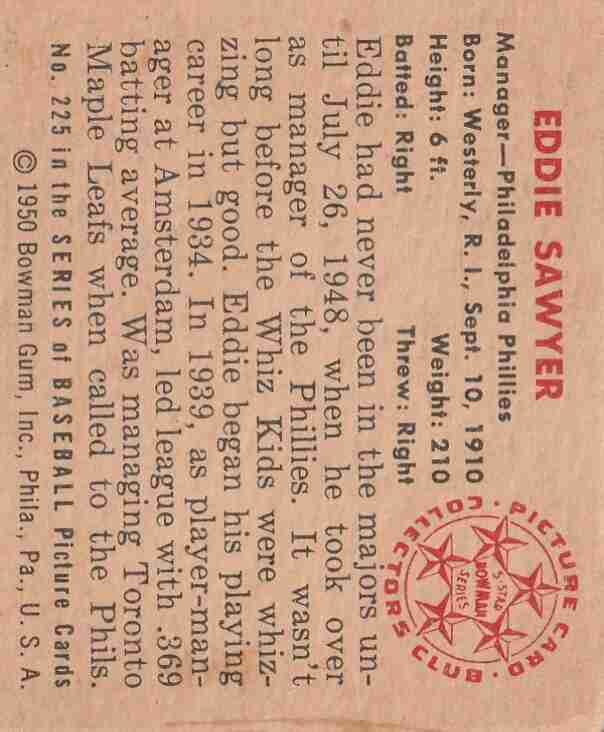 EDDIE SAWYER
Manager—Philadelphia Phillies
Born: Westerly, R. I., Sept. 10, 1910
Height: 6 ft. Weight: 210
Batted: Right Threw: Right
Eddie had never been in the majors un-
til July 26, 1948, when he took over
as manager of the Phillies. It wasn't
long before the Whiz Kids were whiz-
zing but good. Eddie began his playing
career in 1934. In 1939, as player-man-
ager at Amsterdam, led league with .369
batting average. Was managing Toronto
Maple Leafs when called to the Phils.
No. 225 in the SERIES of BASEBALL Picture Cards
© 1950 Bowman Gum, Inc., Phila., Pa., U. S. A.
PICTURE CARD
COLLECTORS CLUB
5-STAR
BOWMAN
SERIES